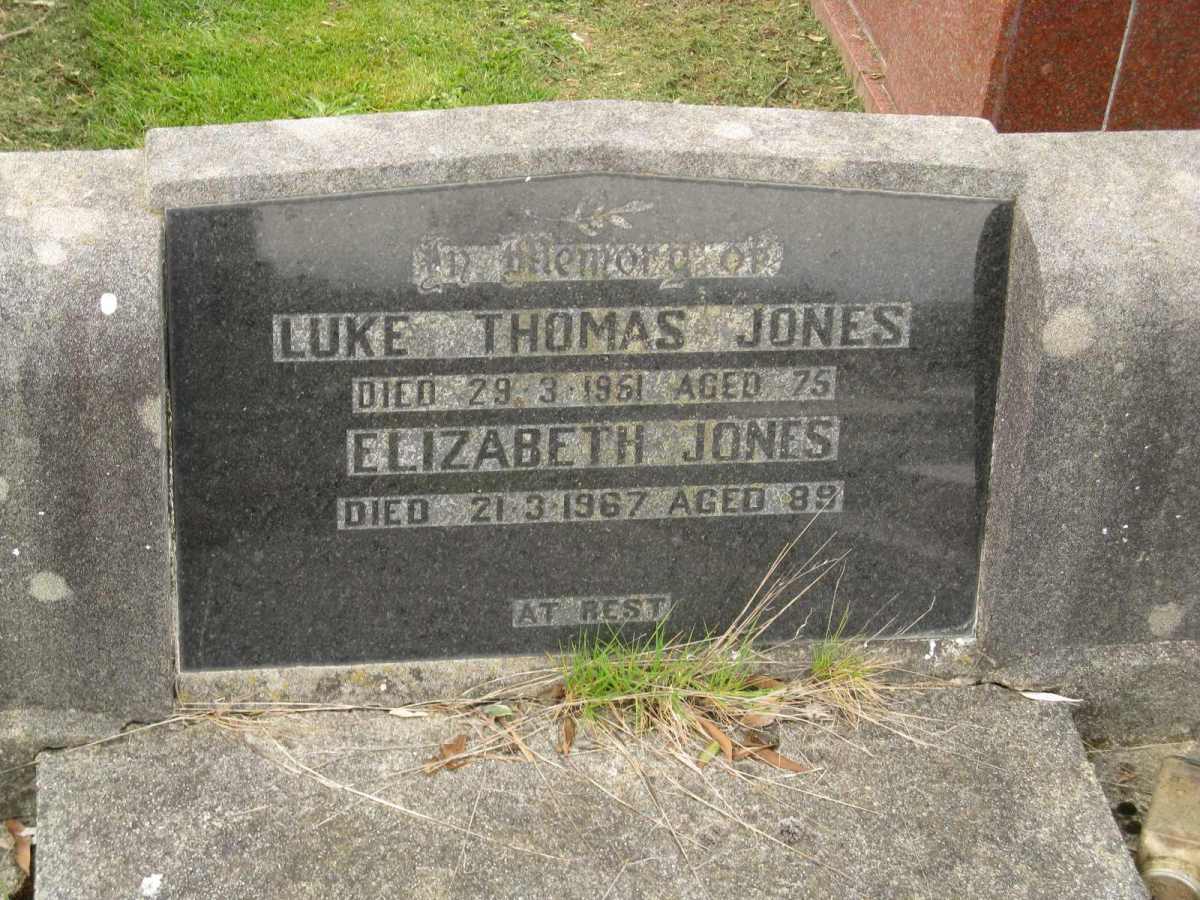 In Memory of
LUKE THOMAS JONES
DIED 29·3·1951 AGED 75
ELIZABETH JONES
DIED 21·3·1967 AGED 89
AT REST